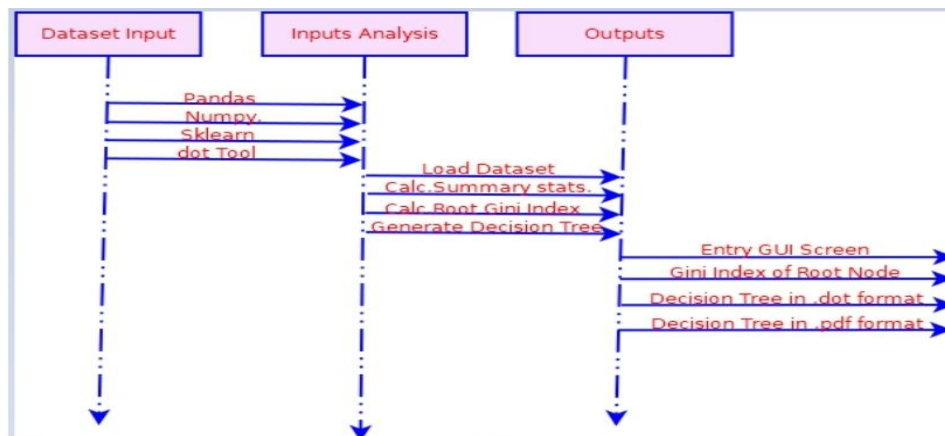 Dataset Input
Inputs Analysis
Outputs
Pandas
Numpy.
Sklearn
dot Tool
Load Dataset
Calc.Summary stats.
Calc.Root Gini Index
Generate Decision Tree
Entry GUI Screen
Gini Index of Root Node
Decision Tree in .dot format
Decision Tree in .pdf format